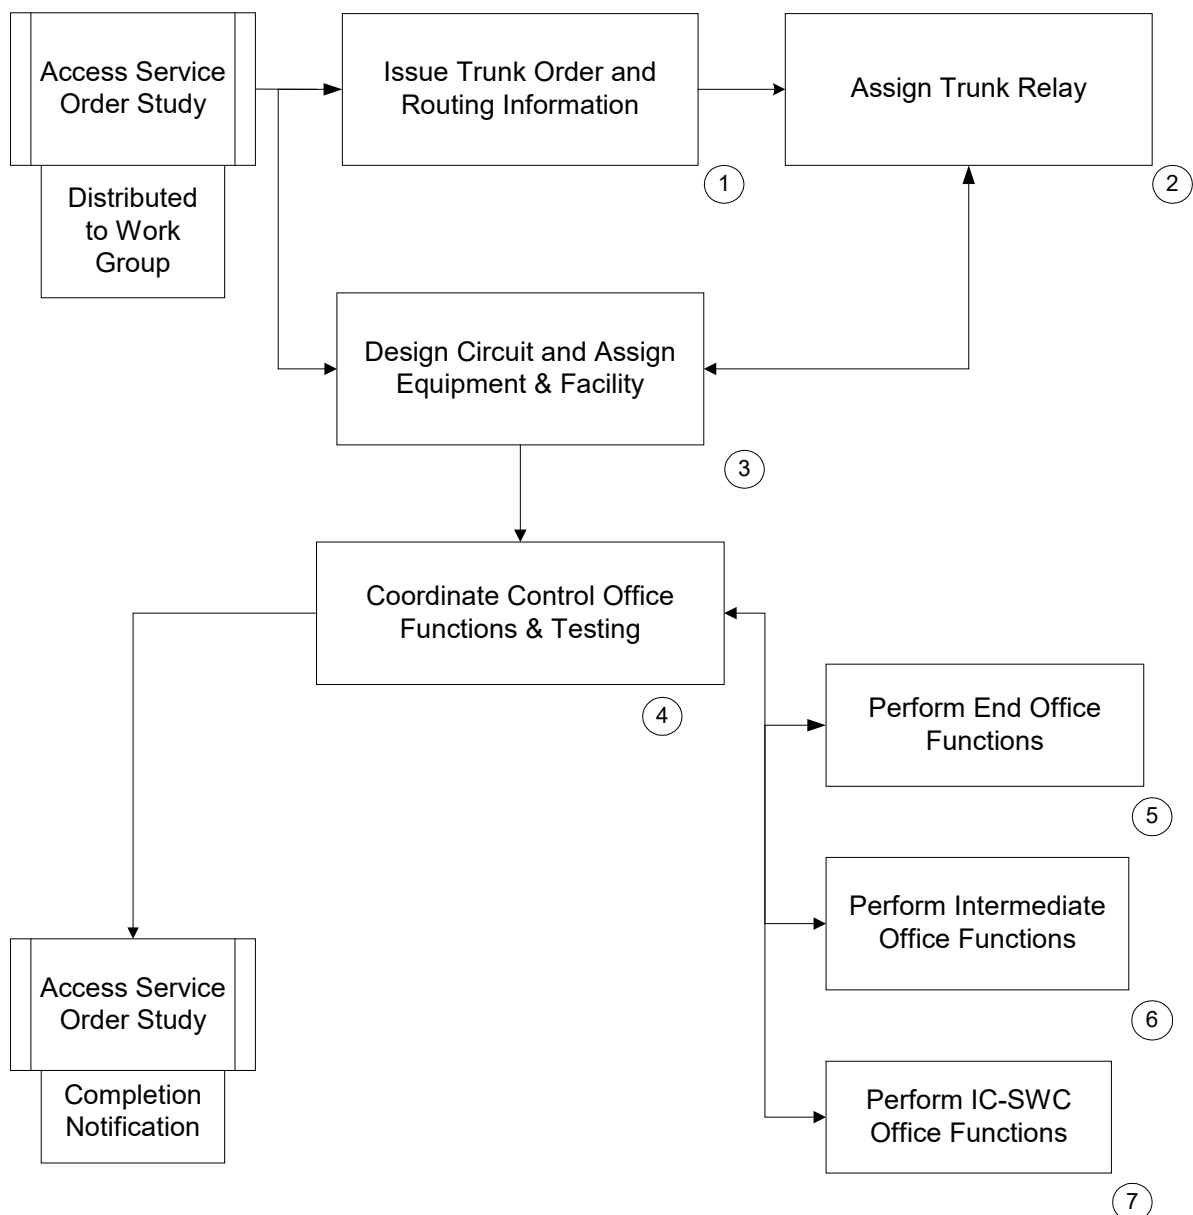 Access Service
Order Study
Distributed
to Work
Group
Issue Trunk Order and
Routing Information
1
Assign Trunk Relay
2
Design Circuit and Assign
Equipment & Facility
3
Coordinate Control Office
Functions & Testing
4
Perform End Office
Functions
5
Perform Intermediate
Office Functions
6
Perform IC-SWC
Office Functions
7
Access Service
Order Study
Completion
Notification